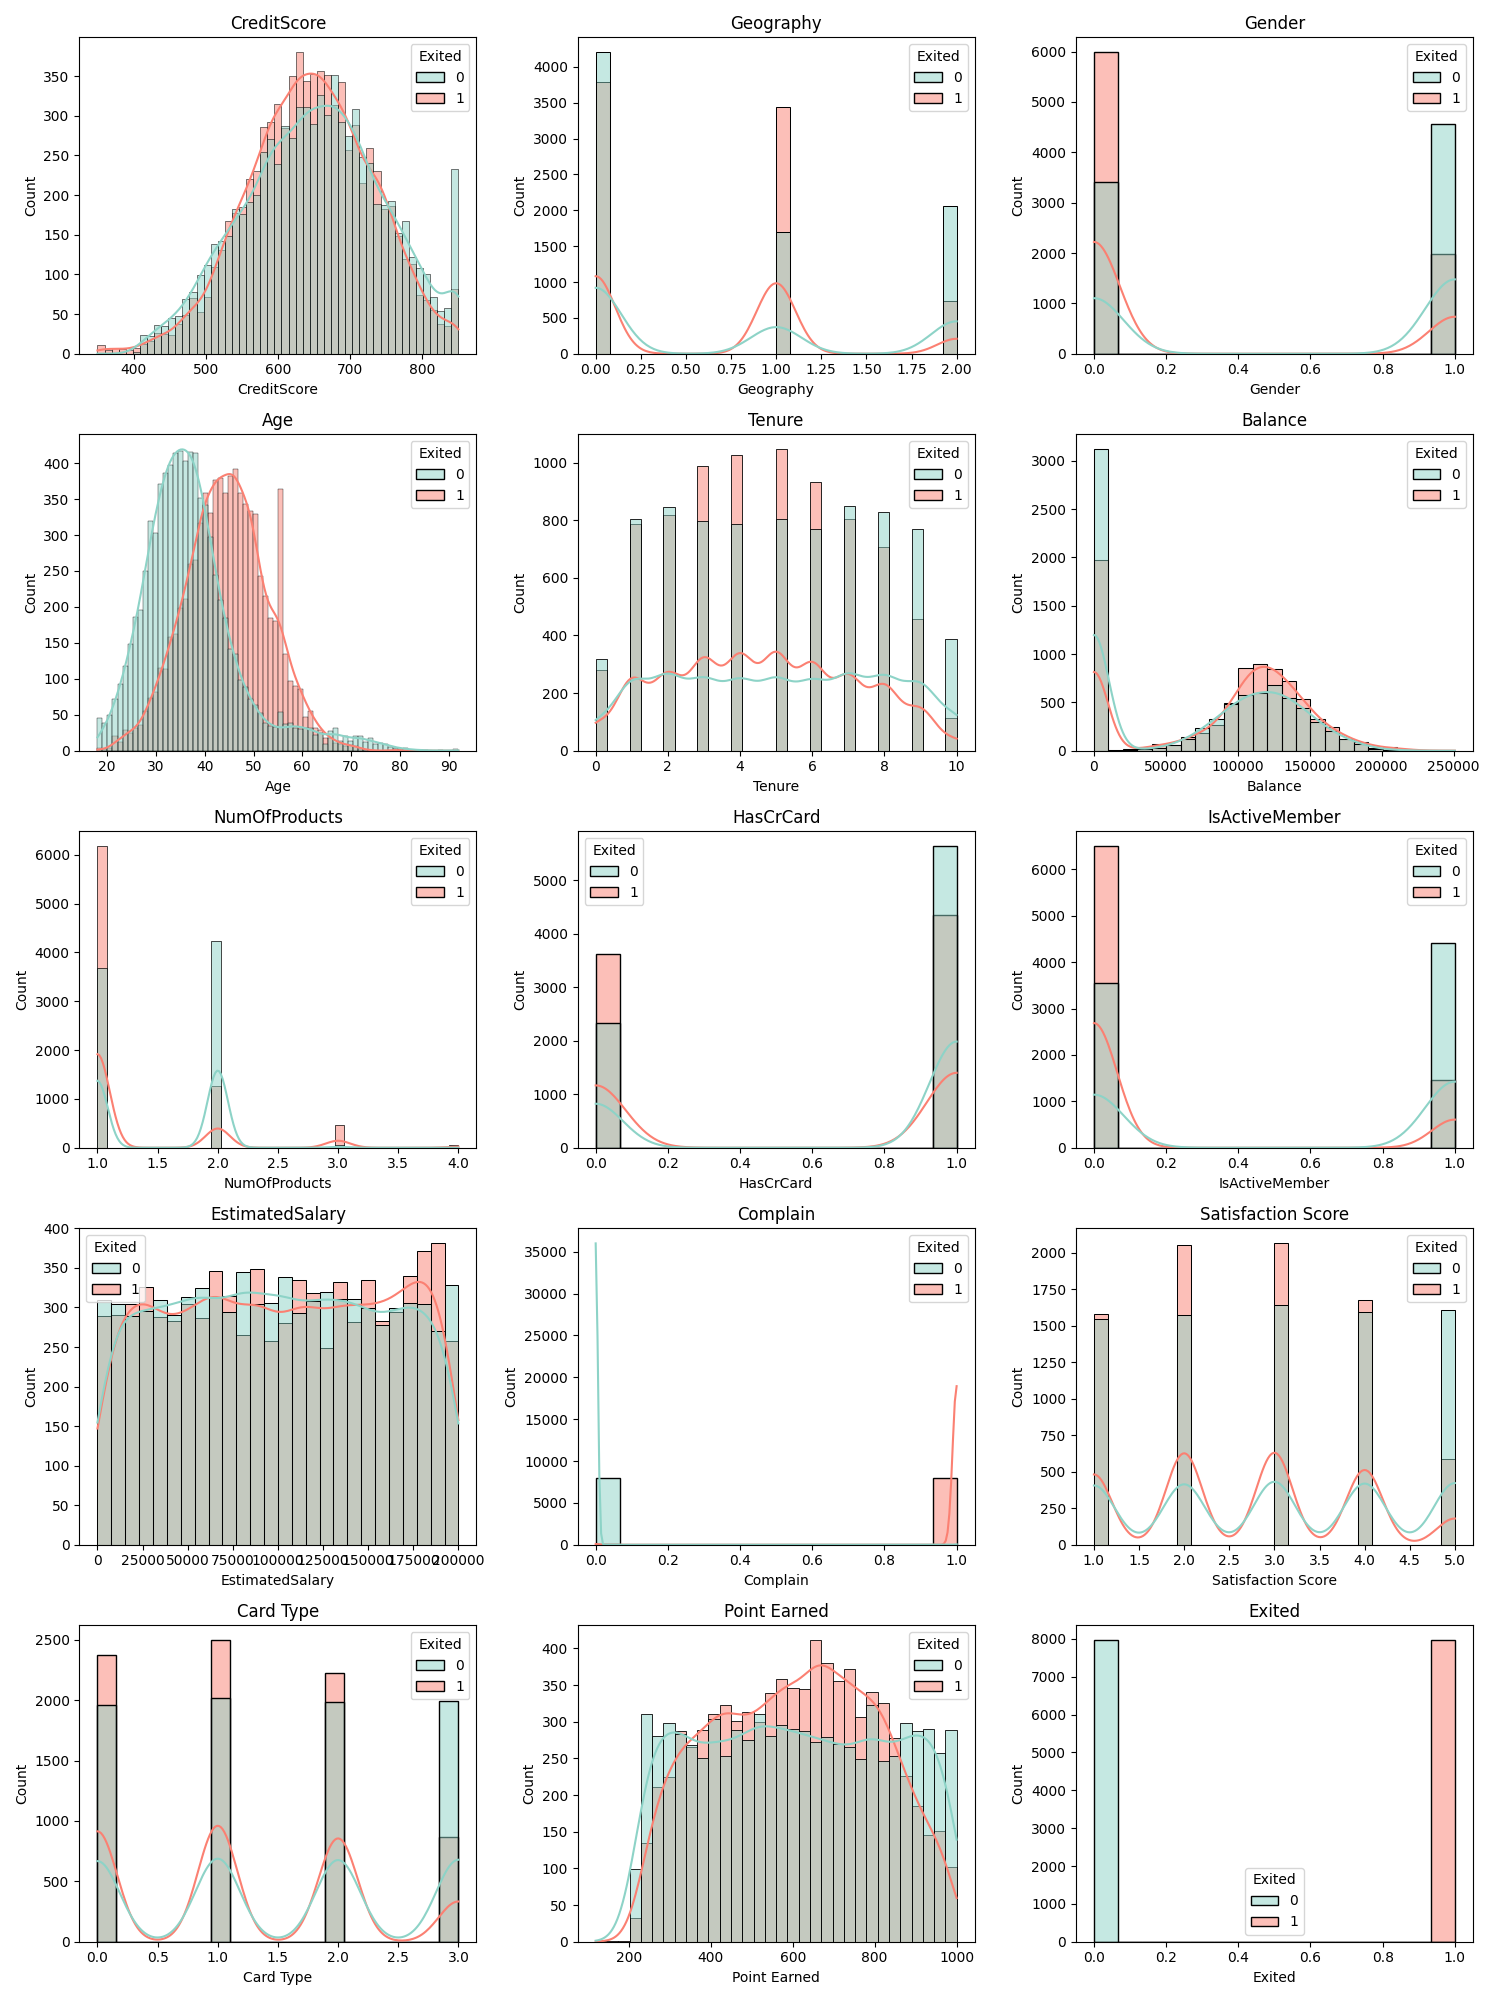 CreditScore
Exited
0
1
350
300
250
200
150
100
50
0
Count
400 500 600 700 800
CreditScore
Geography
Exited
0
1
4000
3500
3000
2500
2000
1500
1000
500
0
Count
0.00 0.25 0.50 0.75 1.00 1.25 1.50 1.75 2.00
Geography
Gender
Exited
0
1
6000
5000
4000
3000
2000
1000
0
Count
0.0 0.2 0.4 0.6 0.8 1.0
Gender
Age
Exited
0
1
400
350
300
250
200
150
100
50
0
Count
20 30 40 50 60 70 80 90
Age
Tenure
Exited
0
1
1000
800
600
400
200
0
Count
0 2 4 6 8 10
Tenure
Balance
Exited
0
1
3000
2500
2000
1500
1000
500
0
Count
0 50000 100000 150000 200000 250000
Balance
NumOfProducts
Exited
0
1
6000
5000
4000
3000
2000
1000
0
Count
1.0 1.5 2.0 2.5 3.0 3.5 4.0
NumOfProducts
HasCrCard
Exited
0
1
5000
4000
3000
2000
1000
0
Count
0.0 0.2 0.4 0.6 0.8 1.0
HasCrCard
IsActiveMember
Exited
0
1
6000
5000
4000
3000
2000
1000
0
Count
0.0 0.2 0.4 0.6 0.8 1.0
IsActiveMember
EstimatedSalary
Exited
0
1
400
350
300
250
200
150
100
50
0
Count
0 25000 50000 75000 100000 125000 150000 175000 200000
EstimatedSalary
Complain
Exited
0
1
35000
30000
25000
20000
15000
10000
5000
0
Count
0.0 0.2 0.4 0.6 0.8 1.0
Complain
Satisfaction Score
Exited
0
1
2000
1750
1500
1250
1000
750
500
250
0
Count
1.0 1.5 2.0 2.5 3.0 3.5 4.0 4.5 5.0
Satisfaction Score
Card Type
Exited
0
1
2500
2000
1500
1000
500
0
Count
0.0 0.5 1.0 1.5 2.0 2.5 3.0
Card Type
Point Earned
Exited
0
1
400
350
300
250
200
150
100
50
0
Count
200 400 600 800 1000
Point Earned
Exited
8000
7000
6000
5000
4000
3000
2000
1000
0
Count
Exited
0
1
0.0 0.2 0.4 0.6 0.8 1.0
Exited